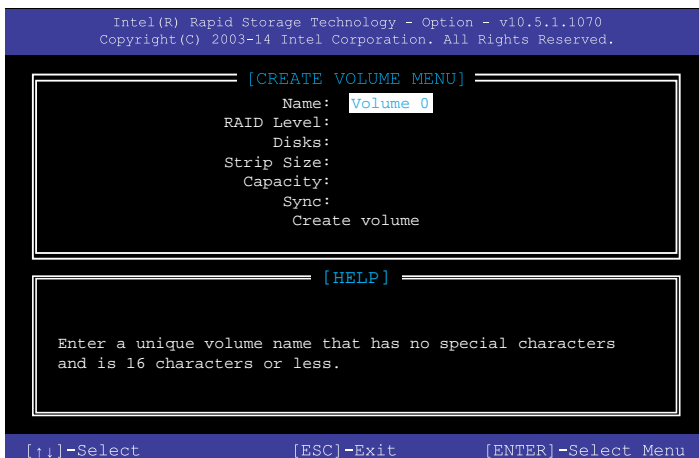 Intel(R) Rapid Storage Technology - Option - v10.5.1.1070
Copyright(C) 2003-14 Intel Corporation. All Rights Reserved.
[CREATE VOLUME MENU]
Name: Volume 0
RAID Level:
Disks:
Strip Size:
Capacity:
Sync:
Create volume
[HELP]
Enter a unique volume name that has no special characters
and is 16 characters or less.
[↑↓]-Select [ESC]-Exit [ENTER]-Select Menu